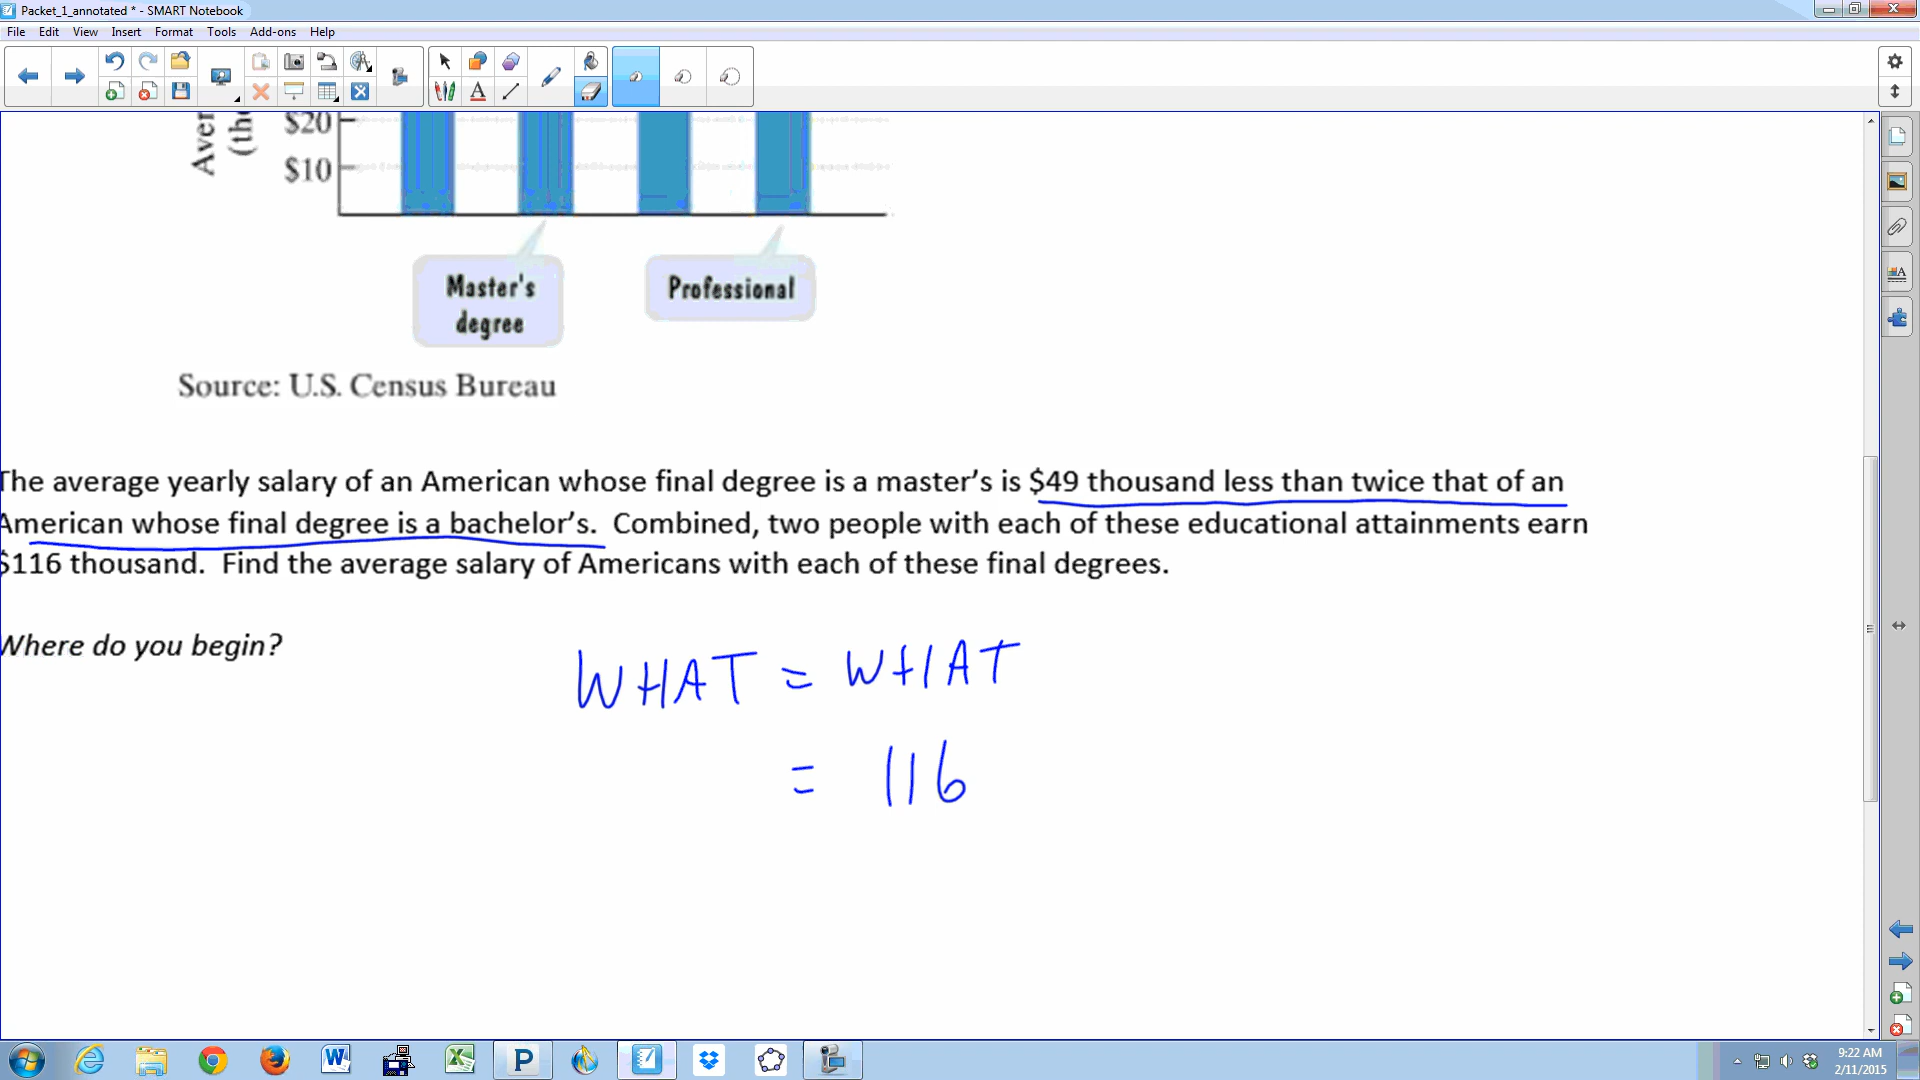 Packet_1_annotated * - SMART Notebook
File Edit View Insert Format Tools Add-ons Help
$20
$10
Master's
degree
Professional
Source: U.S. Census Bureau
The average yearly salary of an American whose final degree is a master's is $49 thousand less than twice that of an
American whose final degree is a bachelor's. Combined, two people with each of these educational attainments earn
$116 thousand. Find the average salary of Americans with each of these final degrees.
Where do you begin?
WHAT = WHAT
= 116
9:22 AM
2/11/2015